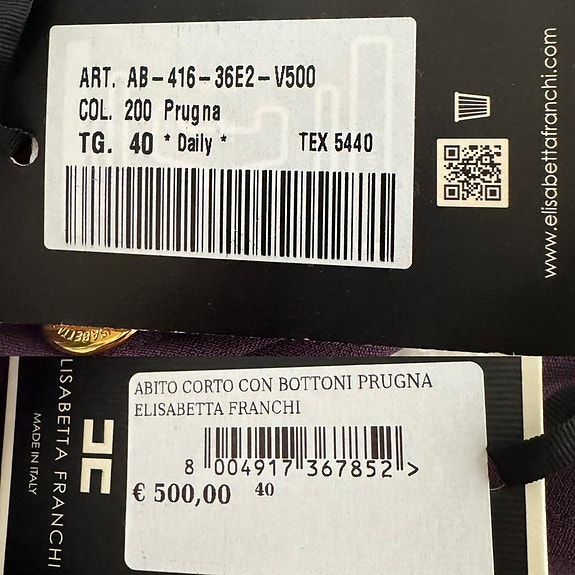 ART. AB-416-36E2-V500
COL. 200 Prugna
TG. 40 * Daily * TEX 5440
www.elisabettafranchi.com
ABITO CORTO CON BOTTONI PRUGNA
ELISABETTA FRANCHI
8 004917 367852 >
€ 500,00 40
ELISABETTA FRANCHI
MADE IN ITALY